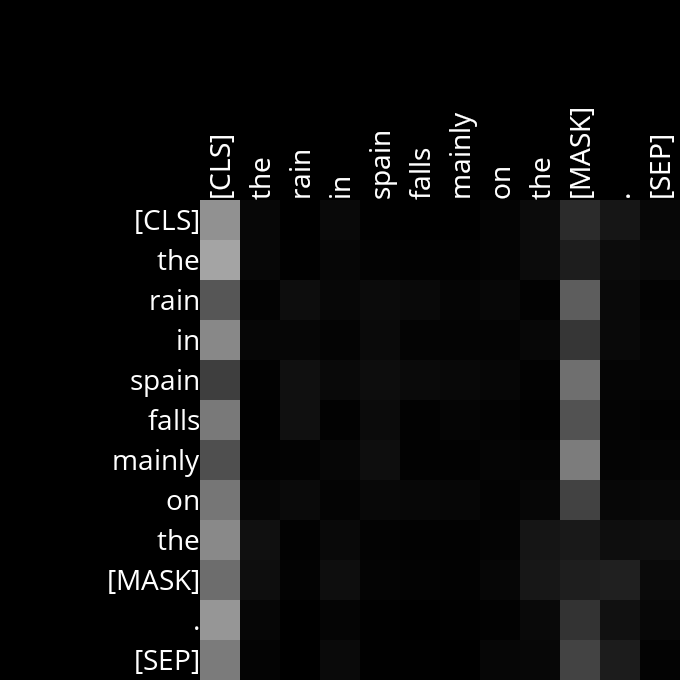 [CLS] the rain in spain falls mainly on the [MASK] . [SEP]
[CLS]
the
rain
in
spain
falls
mainly
on
the
[MASK]
.
[SEP]